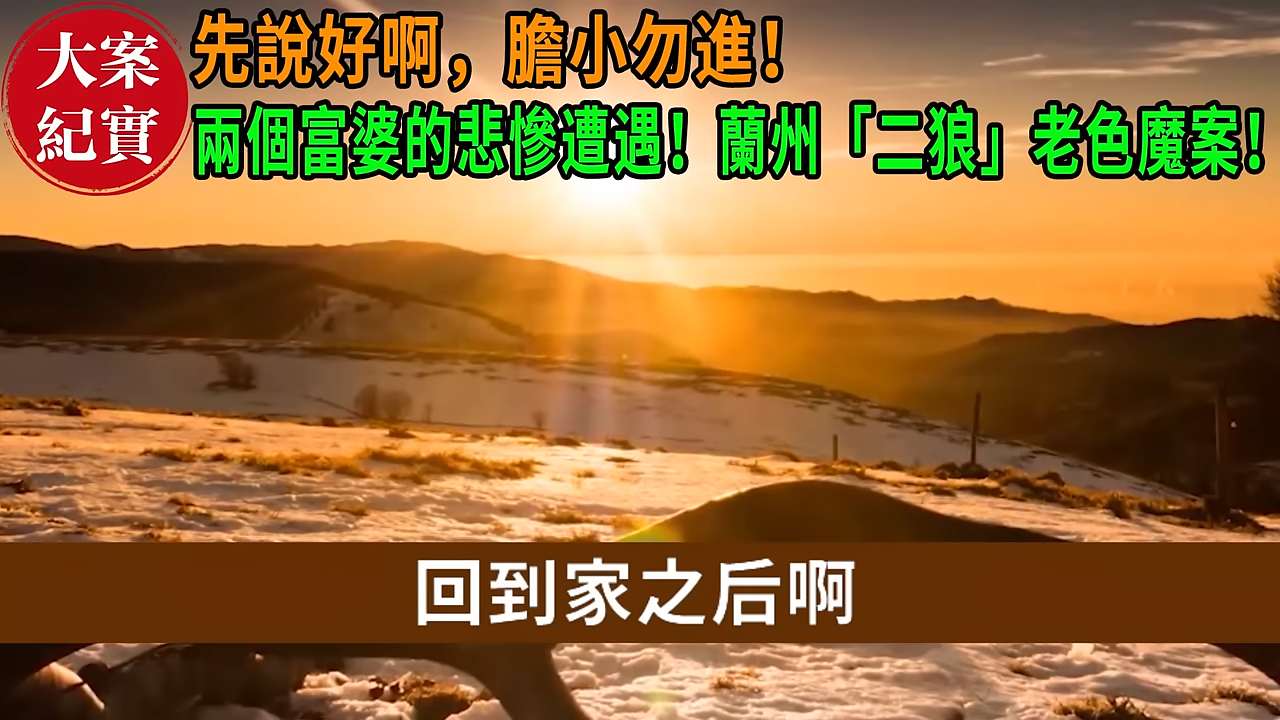 大案
紀實
先說好啊，膽小勿進！
兩個富婆的悲慘遭遇！蘭州「二狼」老色魔案！
回到家之后啊